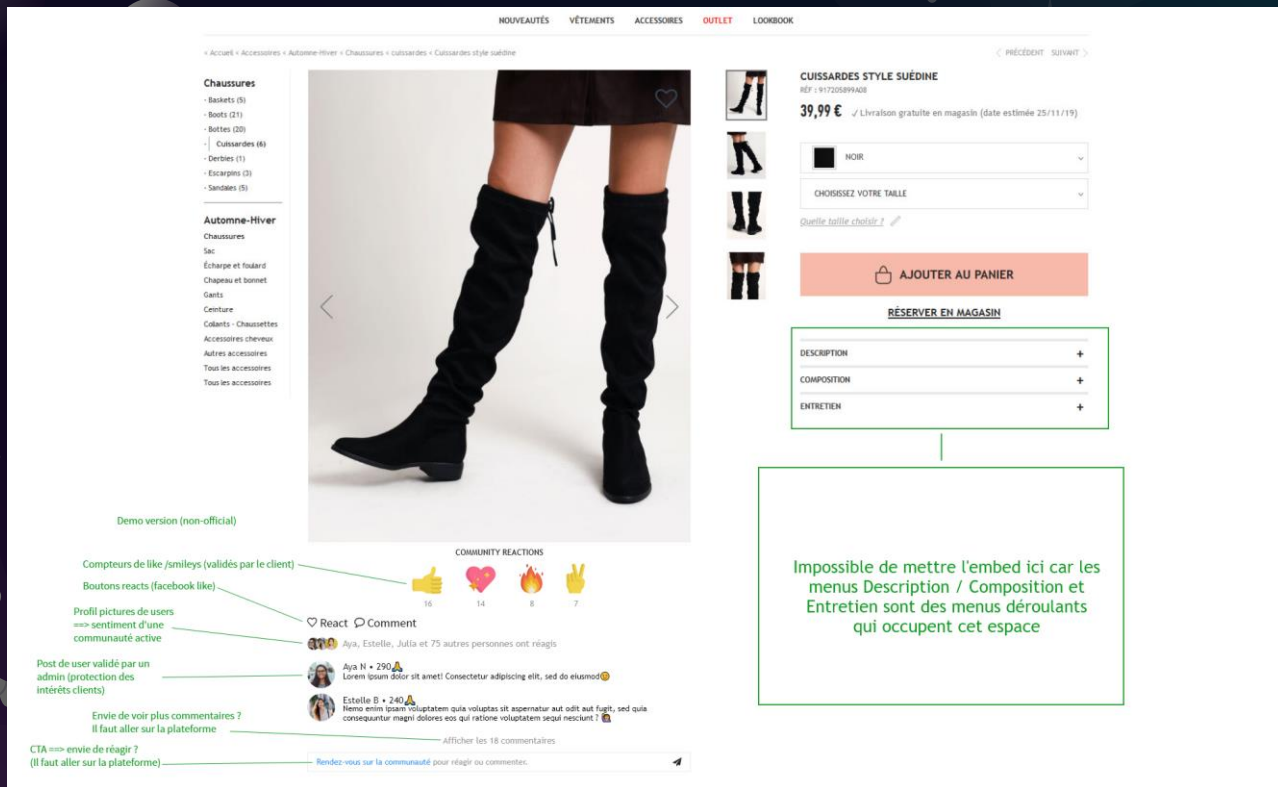 NOUVEAUTÉS VÊTEMENTS ACCESSOIRES OUTLET LOOKBOOK
< Accueil < Accessoires < Automne-Hiver < Chaussures < cuissardes < Cuissardes style suédine
< PRÉCÉDENT SUIVANT >
Chaussures
- Baskets (5)
- Boots (21)
- Bottes (20)
- Cuissardes (6)
- Derbies (1)
- Escarpins (3)
- Sandales (5)
Automne-Hiver
Chaussures
Sac
Écharpe et foulard
Chapeau et bonnet
Gants
Ceinture
Collants - Chaussettes
Accessoires cheveux
Autres accessoires
Tous les accessoires
Tous les accessoires
CUISSARDES STYLE SUÉDINE
RÉF : 917205899A08
39,99 € ✓ Livraison gratuite en magasin (date estimée 25/11/19)
NOIR
CHOISISSEZ VOTRE TAILLE
Quelle taille choisir ?
AJOUTER AU PANIER
RÉSERVER EN MAGASIN
DESCRIPTION +
COMPOSITION +
ENTRETIEN +
Impossible de mettre l'embed ici car les
menus Description / Composition et
Entretien sont des menus déroulants
qui occupent cet espace
Demo version (non-official)
Compteurs de like /smileys (validés par le client)
Boutons reacts (facebook like)
Profil pictures de users
==> sentiment d'une
communauté active
Post de user validé par un
admin (protection des
intérêts clients)
Envie de voir plus commentaires ?
Il faut aller sur la plateforme
CTA ==> envie de réagir ?
(Il faut aller sur la plateforme)
COMMUNITY REACTIONS
16 14 8 7
React Comment
Aya, Estelle, Julia et 75 autres personnes ont réagis
Aya N • 290🙏
Lorem ipsum dolor sit amet! Consectetur adipiscing elit, sed do eiusmod
Estelle B • 240🙏
Nemo enim ipsam voluptatem quia voluptas sit aspernatur aut odit aut fugit, sed quia
consequuntur magni dolores eos qui ratione voluptatem sequi nesciunt ?
Afficher les 18 commentaires
Rendez-vous sur la communauté pour réagir ou commenter.